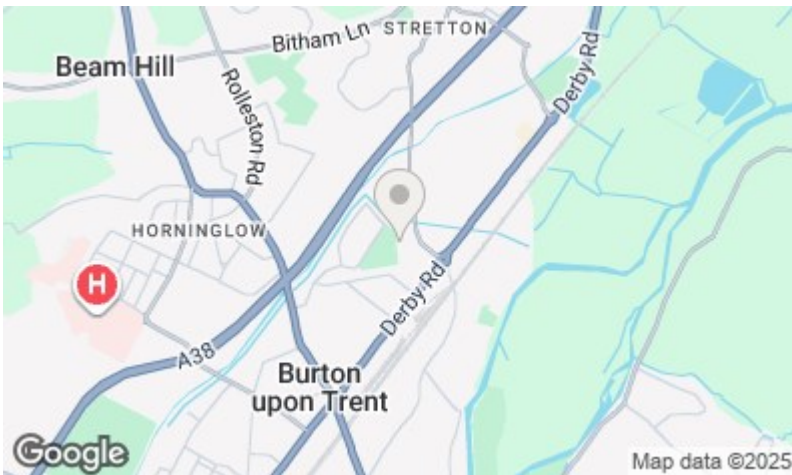 STRETTON
Bitham Ln
Beam Hill
Derby Rd
Rolleston Rd
HORNINGLOW
H
Derby Rd
A38
Burton
upon Trent
Google
Map data ©2025